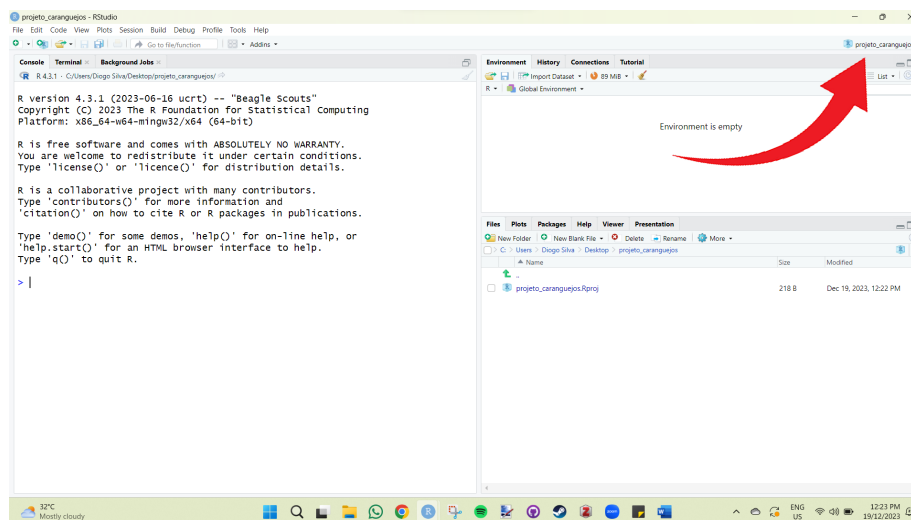 projeto_caranguejos - RStudio
File Edit Code View Plots Session Build Debug Profile Tools Help
Go to file/function Addins
projeto_caranguejo
Console Terminal Background Jobs
R 4.3.1 · C:/Users/Diogo Silva/Desktop/projeto_caranguejos/
R version 4.3.1 (2023-06-16 ucrt) -- "Beagle Scouts"
Copyright (C) 2023 The R Foundation for Statistical Computing
Platform: x86_64-w64-mingw32/x64 (64-bit)
R is free software and comes with ABSOLUTELY NO WARRANTY.
You are welcome to redistribute it under certain conditions.
Type 'license()' or 'licence()' for distribution details.
R is a collaborative project with many contributors.
Type 'contributors()' for more information and
'citation()' on how to cite R or R packages in publications.
Type 'demo()' for some demos, 'help()' for on-line help, or
'help.start()' for an HTML browser interface to help.
Type 'q()' to quit R.
>
Environment History Connections Tutorial
Import Dataset 89 MiB List
R Global Environment
Environment is empty
Files Plots Packages Help Viewer Presentation
New Folder New Blank File Delete Rename More
C: > Users > Diogo Silva > Desktop > projeto_caranguejos
Name Size Modified
..
projeto_caranguejos.Rproj 218 B Dec 19, 2023, 12:22 PM
32°C
Mostly cloudy
ENG
US
12:23 PM
19/12/2023